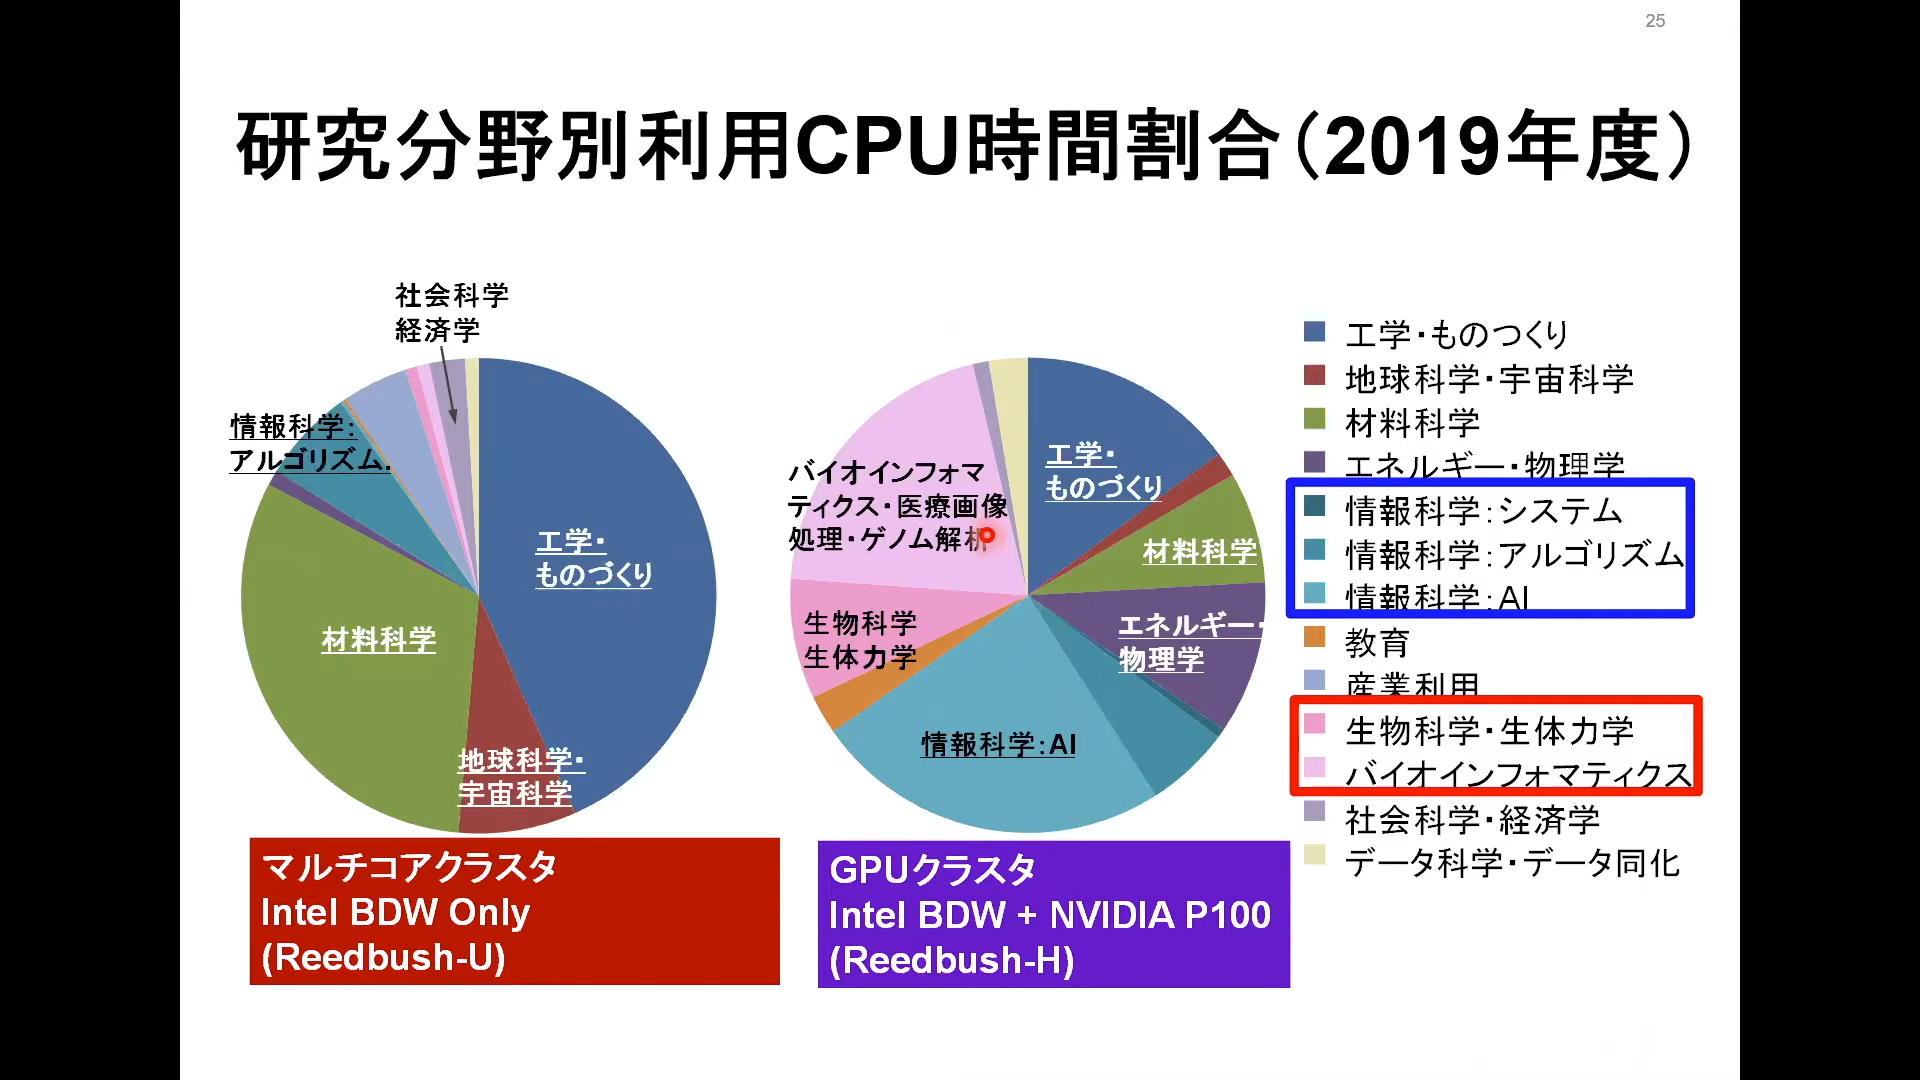 25
研究分野別利用CPU時間割合（2019年度）
社会科学
経済学
情報科学：
アルゴリズム
工学・
ものづくり
材料科学
地球科学・
宇宙科学
マルチコアクラスタ
Intel BDW Only
(Reedbush-U)
バイオインフォマ
ティクス・医療画像
処理・ゲノム解析
工学・
ものづくり
材料科学
エネルギー・
物理学
生物科学
生体力学
情報科学：AI
GPUクラスタ
Intel BDW + NVIDIA P100
(Reedbush-H)
工学・ものつくり
地球科学・宇宙科学
材料科学
エネルギー・物理学
情報科学：システム
情報科学：アルゴリズム
情報科学：AI
教育
産業利用
生物科学・生体力学
バイオインフォマティクス
社会科学・経済学
データ科学・データ同化